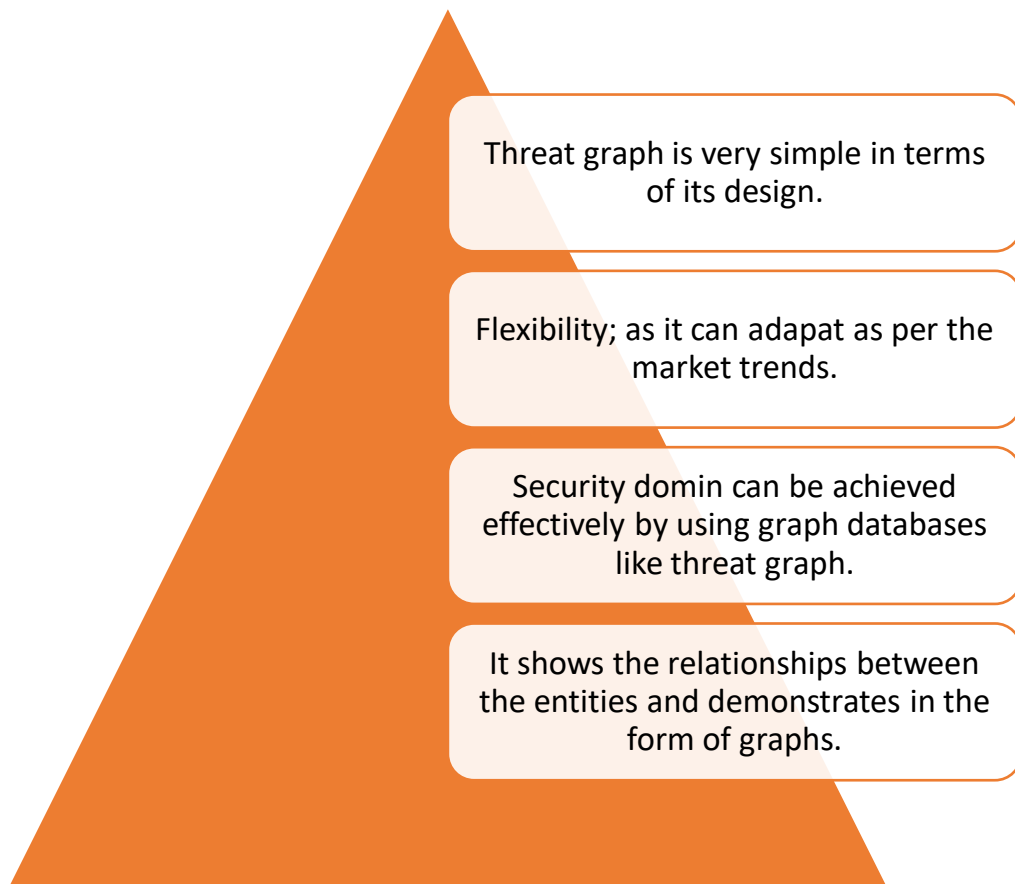 Threat graph is very simple in terms
of its design.
Flexibility; as it can adapat as per the
market trends.
Security domin can be achieved
effectively by using graph databases
like threat graph.
It shows the relationships between
the entities and demonstrates in the
form of graphs.